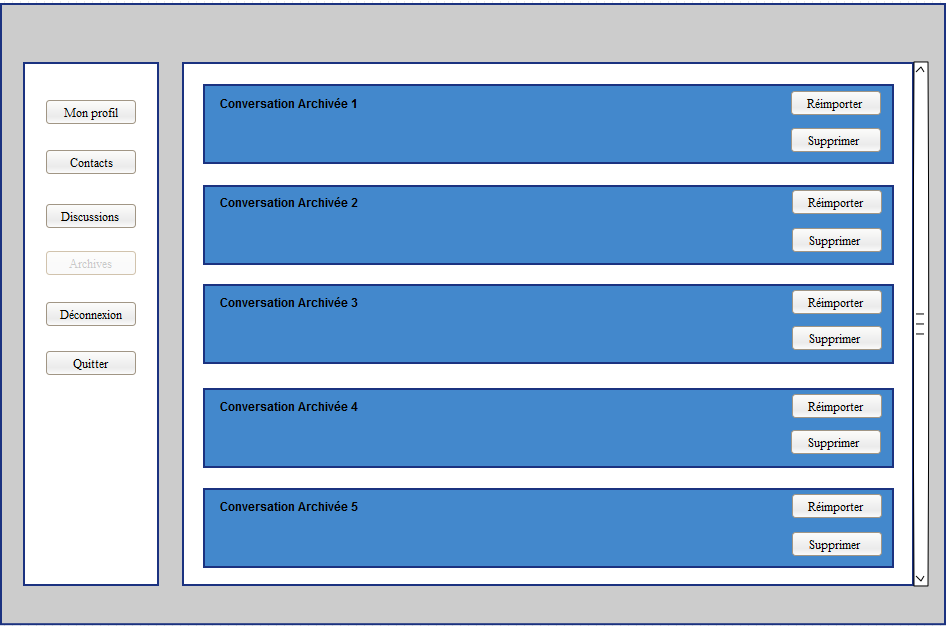 Mon profil
Contacts
Discussions
Archives
Déconnexion
Quitter
Conversation Archivée 1
Réimporter
Supprimer
Conversation Archivée 2
Réimporter
Supprimer
Conversation Archivée 3
Réimporter
Supprimer
Conversation Archivée 4
Réimporter
Supprimer
Conversation Archivée 5
Réimporter
Supprimer